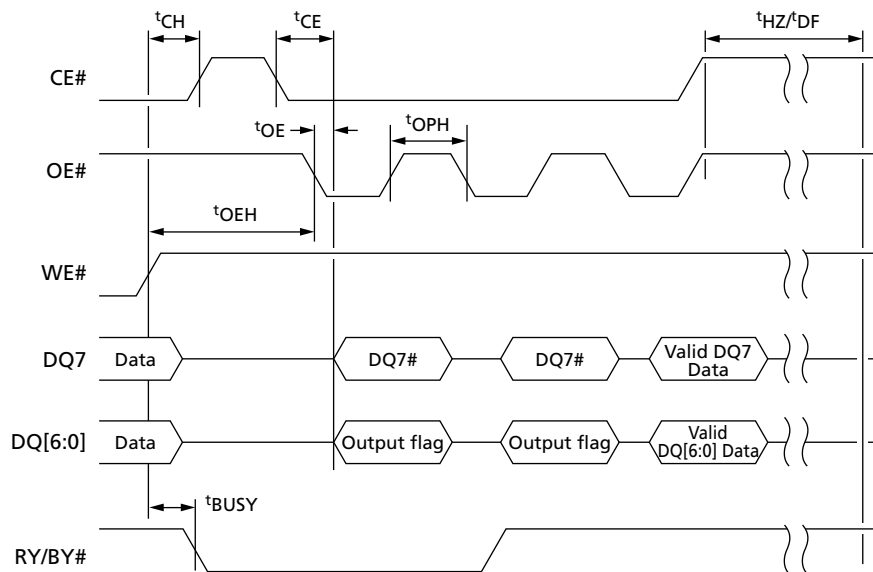 tCH tCE tHZ/tDF
CE#
tOE tOPH
OE#
tOEH
WE#
DQ7 Data DQ7# DQ7# Valid DQ7
Data
DQ[6:0] Data Output flag Output flag Valid
DQ[6:0] Data
tBUSY
RY/BY#